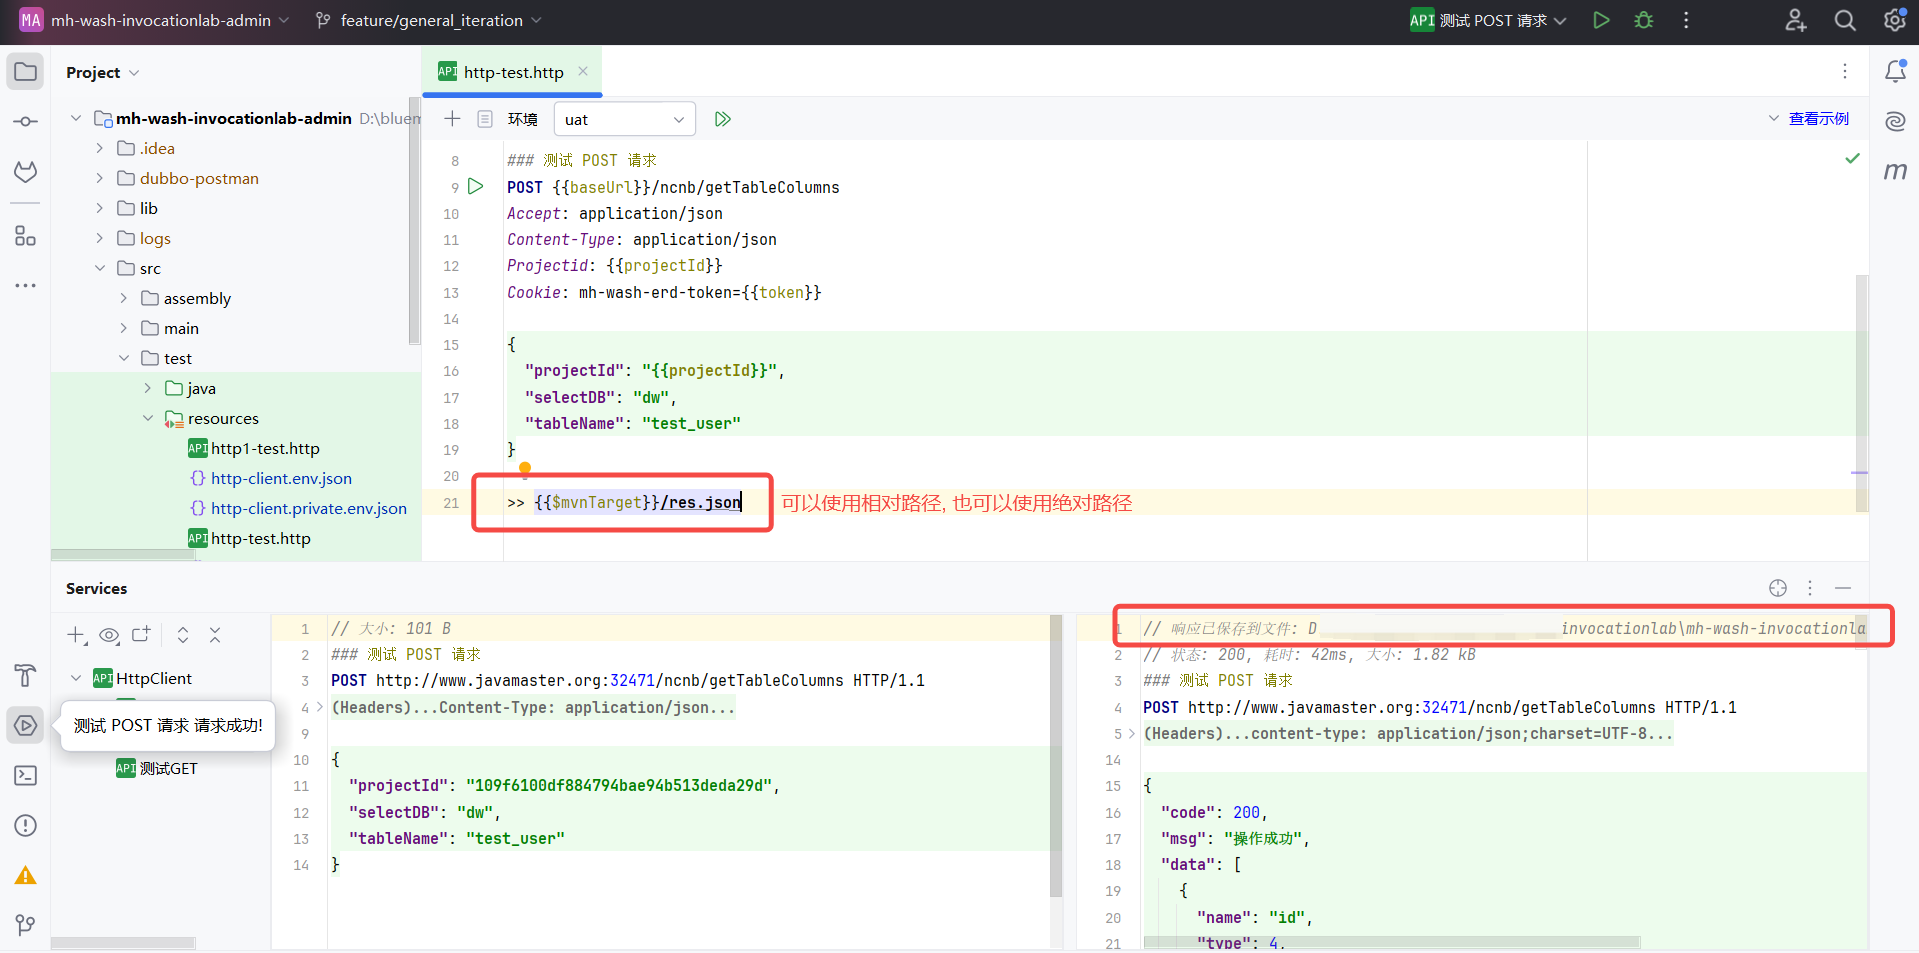 MA mh-wash-invocationlab-admin feature/general_iteration API 测试 POST 请求
Project
API http-test.http
mh-wash-invocationlab-admin D:\bluem
.idea
dubbo-postman
lib
logs
src
assembly
main
test
java
resources
API http1-test.http
{} http-client.env.json
{} http-client.private.env.json
API http-test.http
环境 uat 查看示例
8 ### 测试 POST 请求
9 POST {{baseUrl}}/ncnb/getTableColumns
10 Accept: application/json
11 Content-Type: application/json
12 Projectid: {{projectId}}
13 Cookie: mh-wash-erd-token={{token}}
14
15 {
16 "projectId": "{{projectId}}",
17 "selectDB": "dw",
18 "tableName": "test_user"
19 }
20
21 >> {{$mvnTarget}}/res.json 可以使用相对路径, 也可以使用绝对路径
m
Services
API HttpClient
测试 POST 请求 请求成功!
API 测试GET
1 // 大小: 101 B
2 ### 测试 POST 请求
3 POST http://www.javamaster.org:32471/ncnb/getTableColumns HTTP/1.1
4 (Headers)...Content-Type: application/json...
9
10 {
11 "projectId": "109f6100df884794bae94b513deda29d",
12 "selectDB": "dw",
13 "tableName": "test_user"
14 }
1 // 响应已保存到文件: D invocationlab\mh-wash-invocationla
2 // 状态: 200, 耗时: 42ms, 大小: 1.82 kB
3 ### 测试 POST 请求
4 POST http://www.javamaster.org:32471/ncnb/getTableColumns HTTP/1.1
5 (Headers)...content-type: application/json;charset=UTF-8...
14
15 {
16 "code": 200,
17 "msg": "操作成功",
18 "data": [
19 {
20 "name": "id",
21 "type": 4,